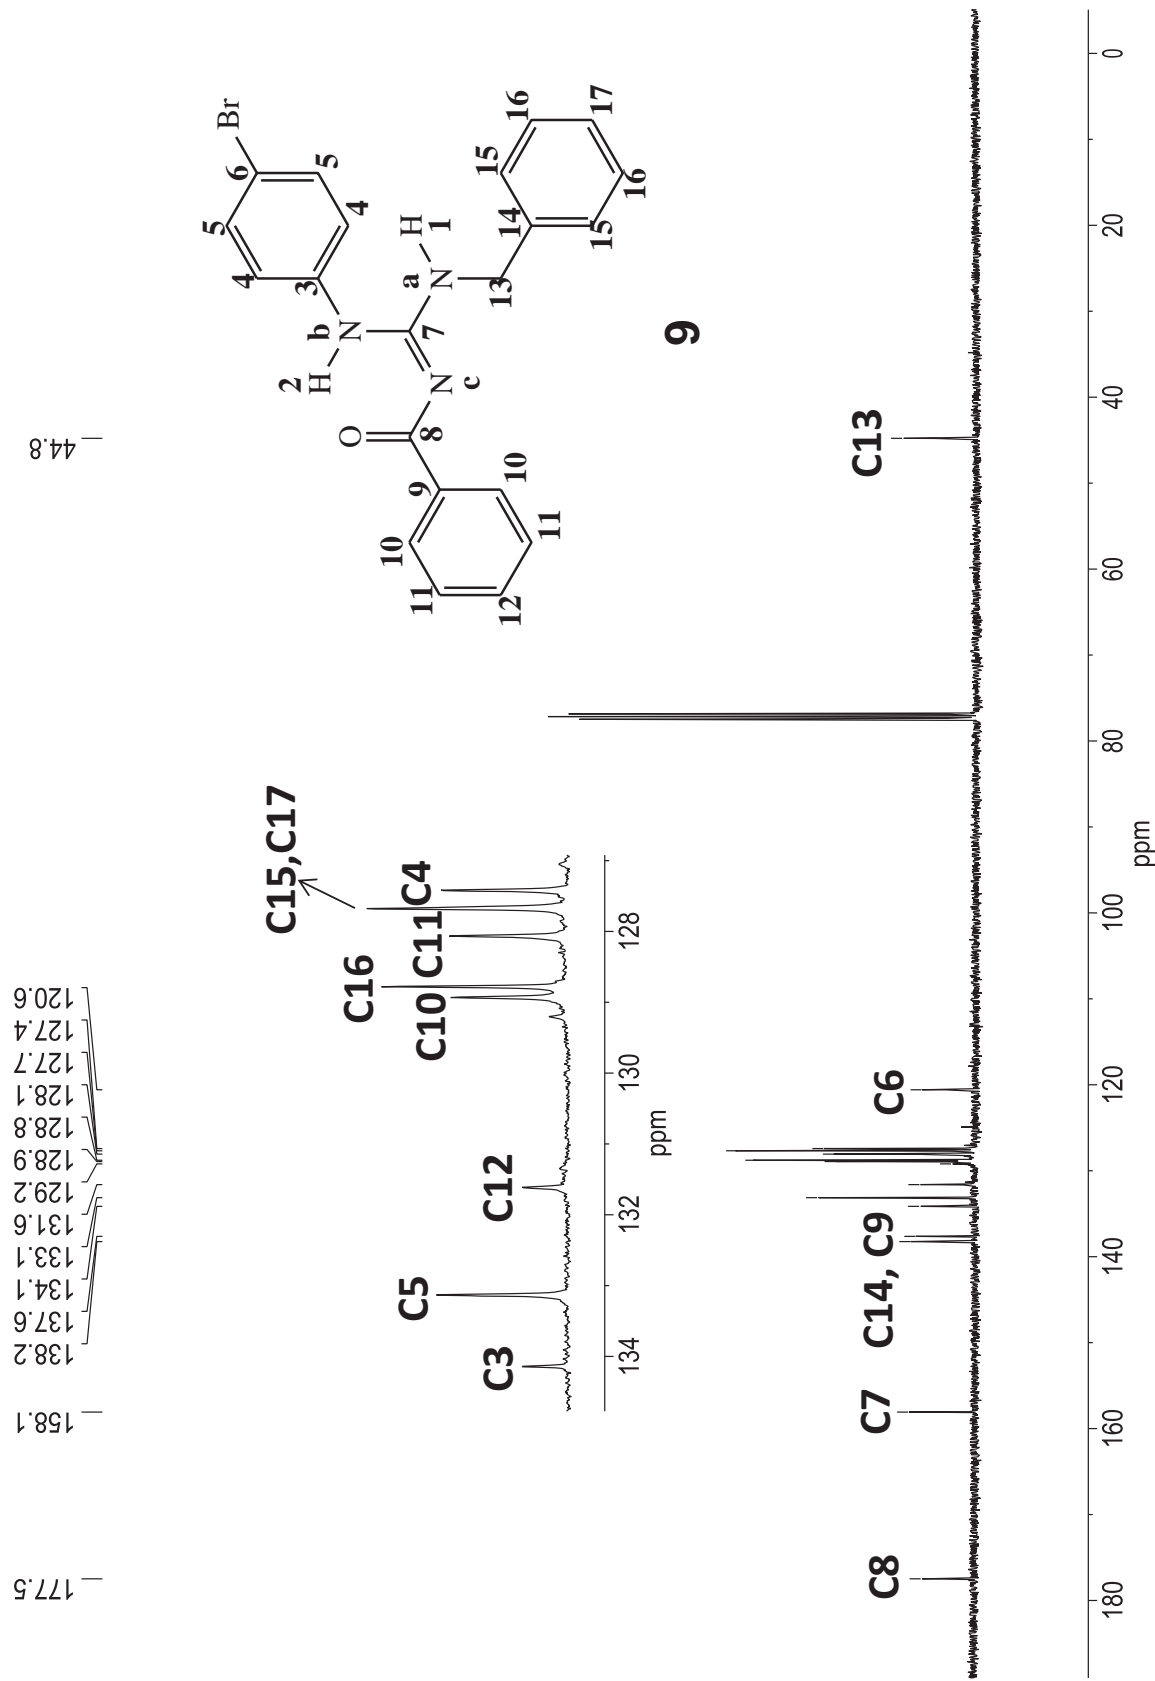 177.5
158.1
138.2
137.6
134.1
133.1
131.6
129.2
128.9
128.8
128.1
127.7
127.4
120.6
44.8
Br
6
5
5
4
4
3
H
2
b
N
H
1
a
N
7
N
c
O
8
9
10
10
11
11
12
13
14
15
15
16
16
17
9
C15,C17
C16
C10
C11
C4
C12
C5
C3
134
132
130
128
ppm
C8
C7
C14, C9
C6
C13
180
160
140
120
100
80
60
40
20
0
ppm